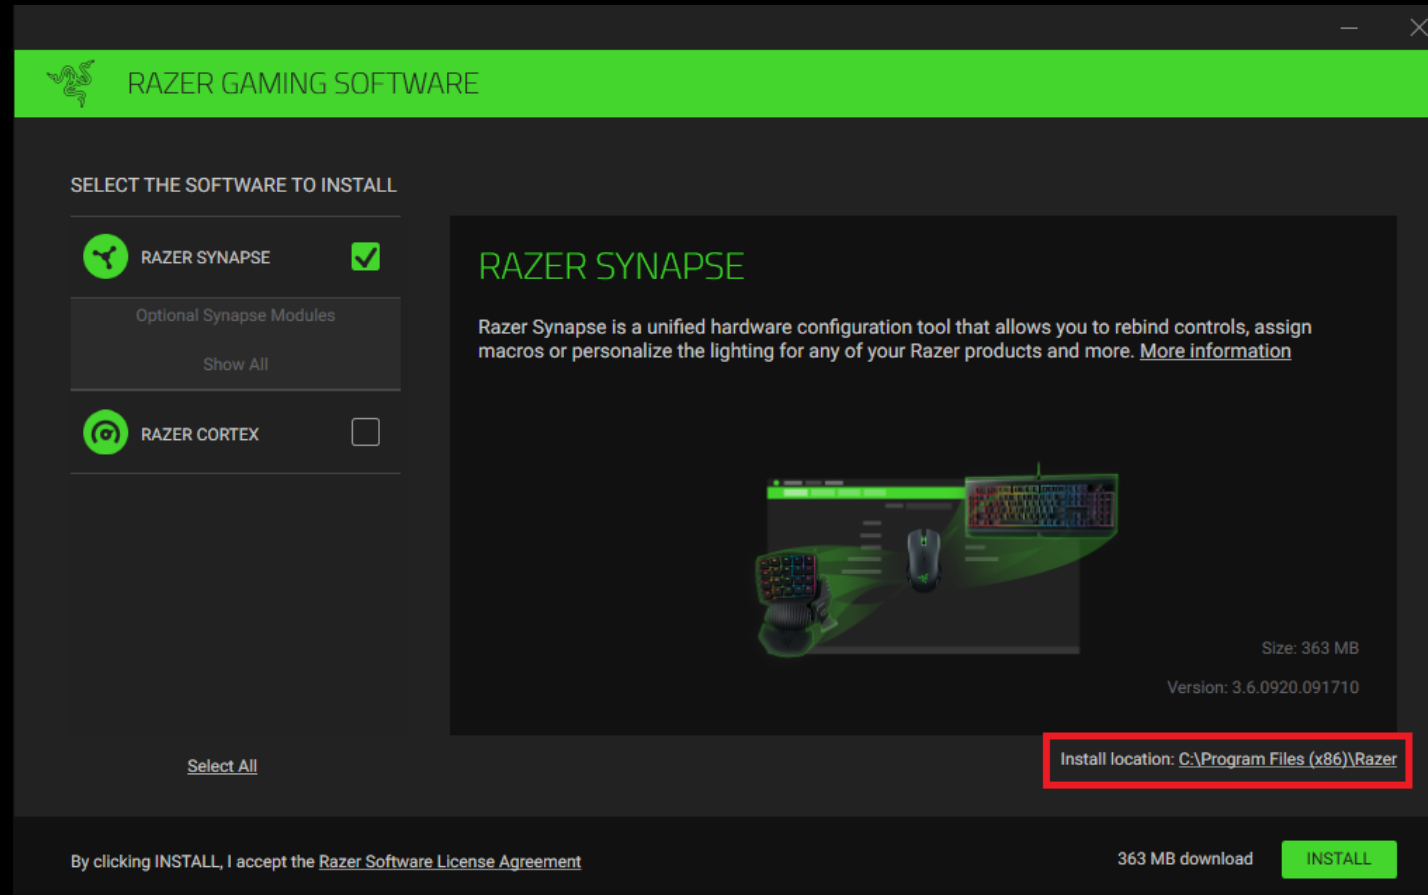 RAZER GAMING SOFTWARE
SELECT THE SOFTWARE TO INSTALL
RAZER SYNAPSE
Optional Synapse Modules
Show All
RAZER CORTEX
Select All
RAZER SYNAPSE
Razer Synapse is a unified hardware configuration tool that allows you to rebind controls, assign
macros or personalize the lighting for any of your Razer products and more. More information
Size: 363 MB
Version: 3.6.0920.091710
Install location: C:\Program Files (x86)\Razer
By clicking INSTALL, I accept the Razer Software License Agreement
363 MB download
INSTALL